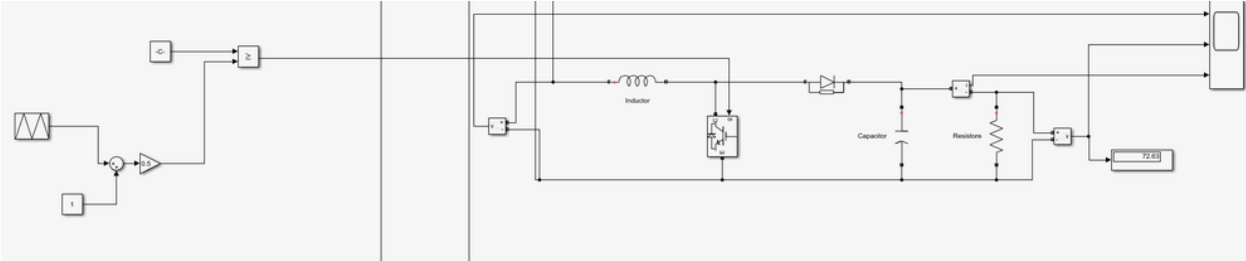 -C-
≥
Inductor
0.5
1
Capacitor
Resistore
72.63